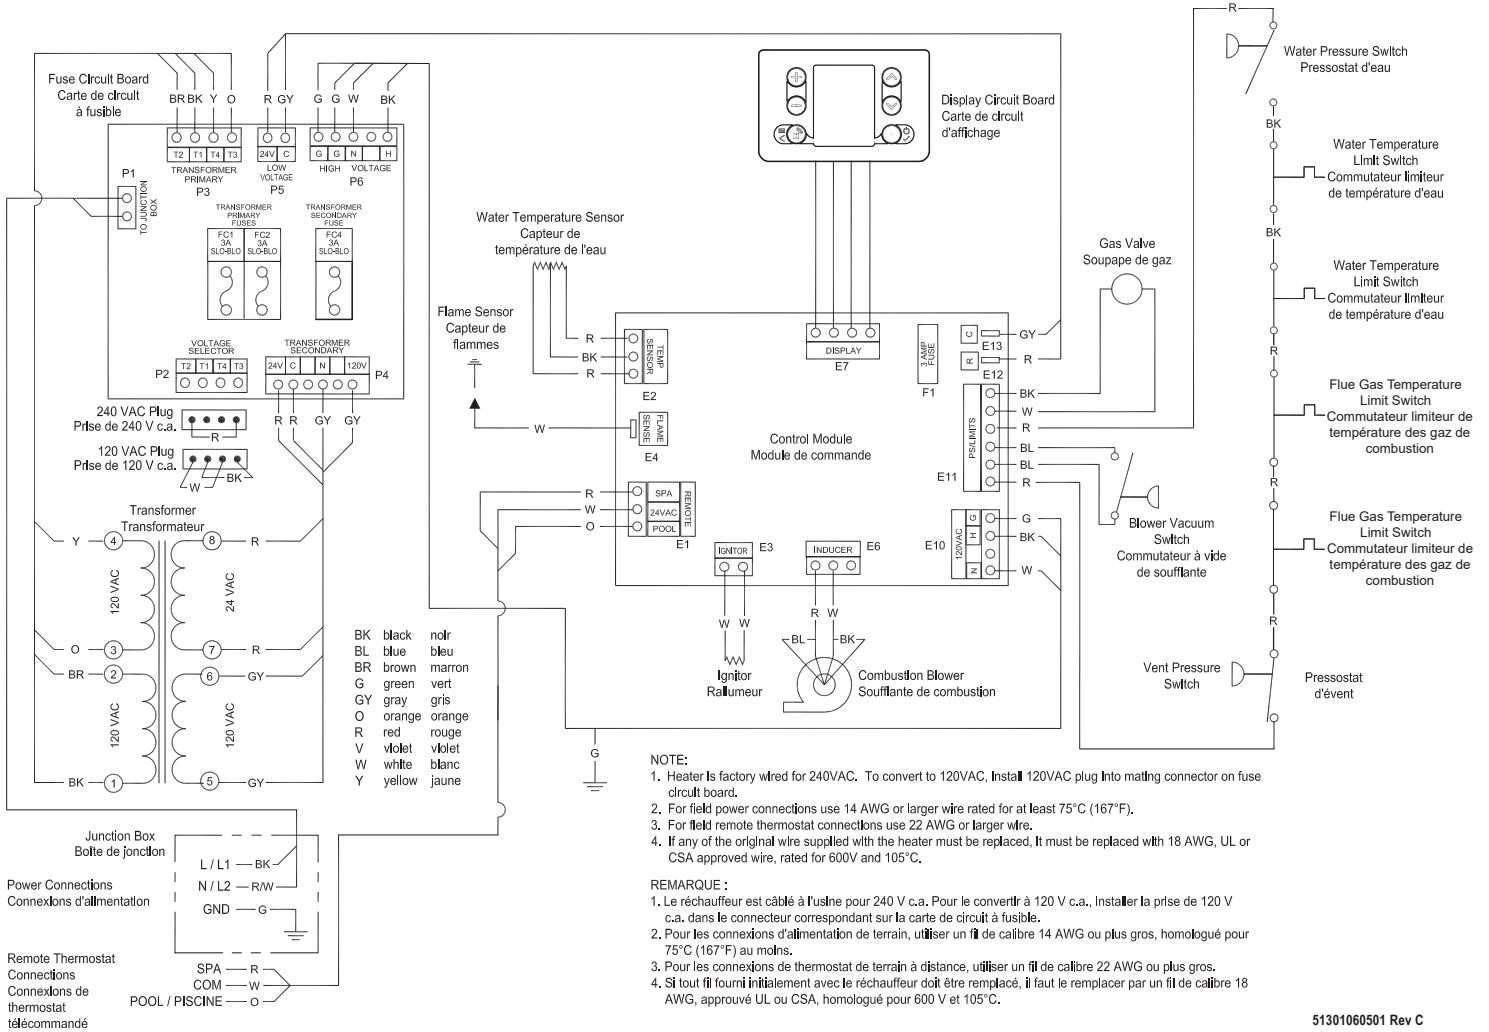 Fuse Circuit Board
Carte de circuit
à fusible
BR BK Y O
R GY
G G W BK
T2 T1 T4 T3
TRANSFORMER
PRIMARY
P3
24V C
LOW
VOLTAGE
P5
G G N H
HIGH VOLTAGE
P6
P1
TO JUNCTION
BOX
TRANSFORMER
PRIMARY
FUSES
FC1
3A
SLO-BLO
FC2
3A
SLO-BLO
TRANSFORMER
SECONDARY
FUSE
FC4
3A
SLO-BLO
VOLTAGE
SELECTOR
P2
T2 T1 T4 T3
TRANSFORMER
SECONDARY
24V C N 120V
P4
R R GY GY
240 VAC Plug
Prise de 240 V c.a.
R
120 VAC Plug
Prise de 120 V c.a.
W
BK
Transformer
Transformateur
Y 4
8 R
120 VAC
24 VAC
O 3
7 R
BR 2
6 GY
120 VAC
120 VAC
BK 1
5 GY
BK black noir
BL blue bleu
BR brown marron
G green vert
GY gray gris
O orange orange
R red rouge
V violet violet
W white blanc
Y yellow jaune
Junction Box
Boîte de jonction
L / L1 BK
N / L2 R/W
GND G
Power Connections
Connexions d'alimentation
Remote Thermostat
Connections
Connexions de
thermostat
télécommandé
SPA R
COM W
POOL / PISCINE O
Display Circuit Board
Carte de circuit
d'affichage
Water Temperature Sensor
Capteur de
température de l'eau
Flame Sensor
Capteur de
flammes
R
BK
R
TEMP
SENSOR
E2
W
FLAME
SENSE
E4
R
W
O
SPA
24VAC
POOL
REMOTE
E1
DISPLAY
E7
3 AMP
FUSE
F1
C
E13
GY
R
E12
R
Control Module
Module de commande
PS/LIMITS
E11
BK
W
R
BL
BL
R
E10
120VAC
G
H
N
G
BK
W
IGNITOR
E3
W W
Ignitor
Rallumeur
INDUCER
E6
R W
BL
BK
Combustion Blower
Soufflante de combustion
G
Gas Valve
Soupape de gaz
Blower Vacuum
Switch
Commutateur à vide
de soufflante
R
Water Pressure Switch
Pressostat d'eau
BK
Water Temperature
Limit Switch
Commutateur limiteur
de température d'eau
BK
Water Temperature
Limit Switch
Commutateur limiteur
de température d'eau
R
Flue Gas Temperature
Limit Switch
Commutateur limiteur de
température des gaz de
combustion
R
Flue Gas Temperature
Limit Switch
Commutateur limiteur de
température des gaz de
combustion
R
Vent Pressure
Switch
Pressostat
d'évent
NOTE:
1. Heater is factory wired for 240VAC. To convert to 120VAC, install 120VAC plug into mating connector on fuse
circuit board.
2. For field power connections use 14 AWG or larger wire rated for at least 75°C (167°F).
3. For field remote thermostat connections use 22 AWG or larger wire.
4. If any of the original wire supplied with the heater must be replaced, it must be replaced with 18 AWG, UL or
CSA approved wire, rated for 600V and 105°C.
REMARQUE :
1. Le réchauffeur est câblé à l'usine pour 240 V c.a. Pour le convertir à 120 V c.a., installer la prise de 120 V
c.a. dans le connecteur correspondant sur la carte de circuit à fusible.
2. Pour les connexions d'alimentation de terrain, utiliser un fil de calibre 14 AWG ou plus gros, homologué pour
75°C (167°F) au moins.
3. Pour les connexions de thermostat de terrain à distance, utiliser un fil de calibre 22 AWG ou plus gros.
4. Si tout fil fourni initialement avec le réchauffeur doit être remplacé, il faut le remplacer par un fil de calibre 18
AWG, approuvé UL ou CSA, homologué pour 600 V et 105°C.
51301060501 Rev C